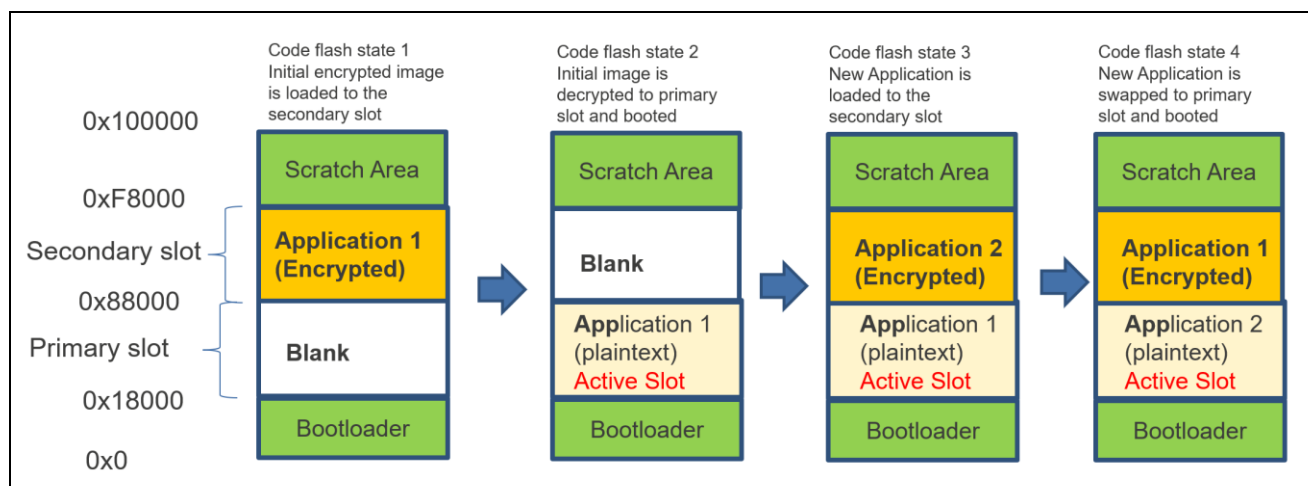 Code flash state 1
Initial encrypted image
is loaded to the
secondary slot
Code flash state 2
Initial image is
decrypted to primary
slot and booted
Code flash state 3
New Application is
loaded to the
secondary slot
Code flash state 4
New Application is
swapped to primary
slot and booted
0x100000
0xF8000
Secondary slot
0x88000
Primary slot
0x18000
0x0
Scratch Area
Application 1
(Encrypted)
Blank
Bootloader
Scratch Area
Blank
Application 1
(plaintext)
Active Slot
Bootloader
Scratch Area
Application 2
(Encrypted)
Application 1
(plaintext)
Active Slot
Bootloader
Scratch Area
Application 1
(Encrypted)
Application 2
(plaintext)
Active Slot
Bootloader